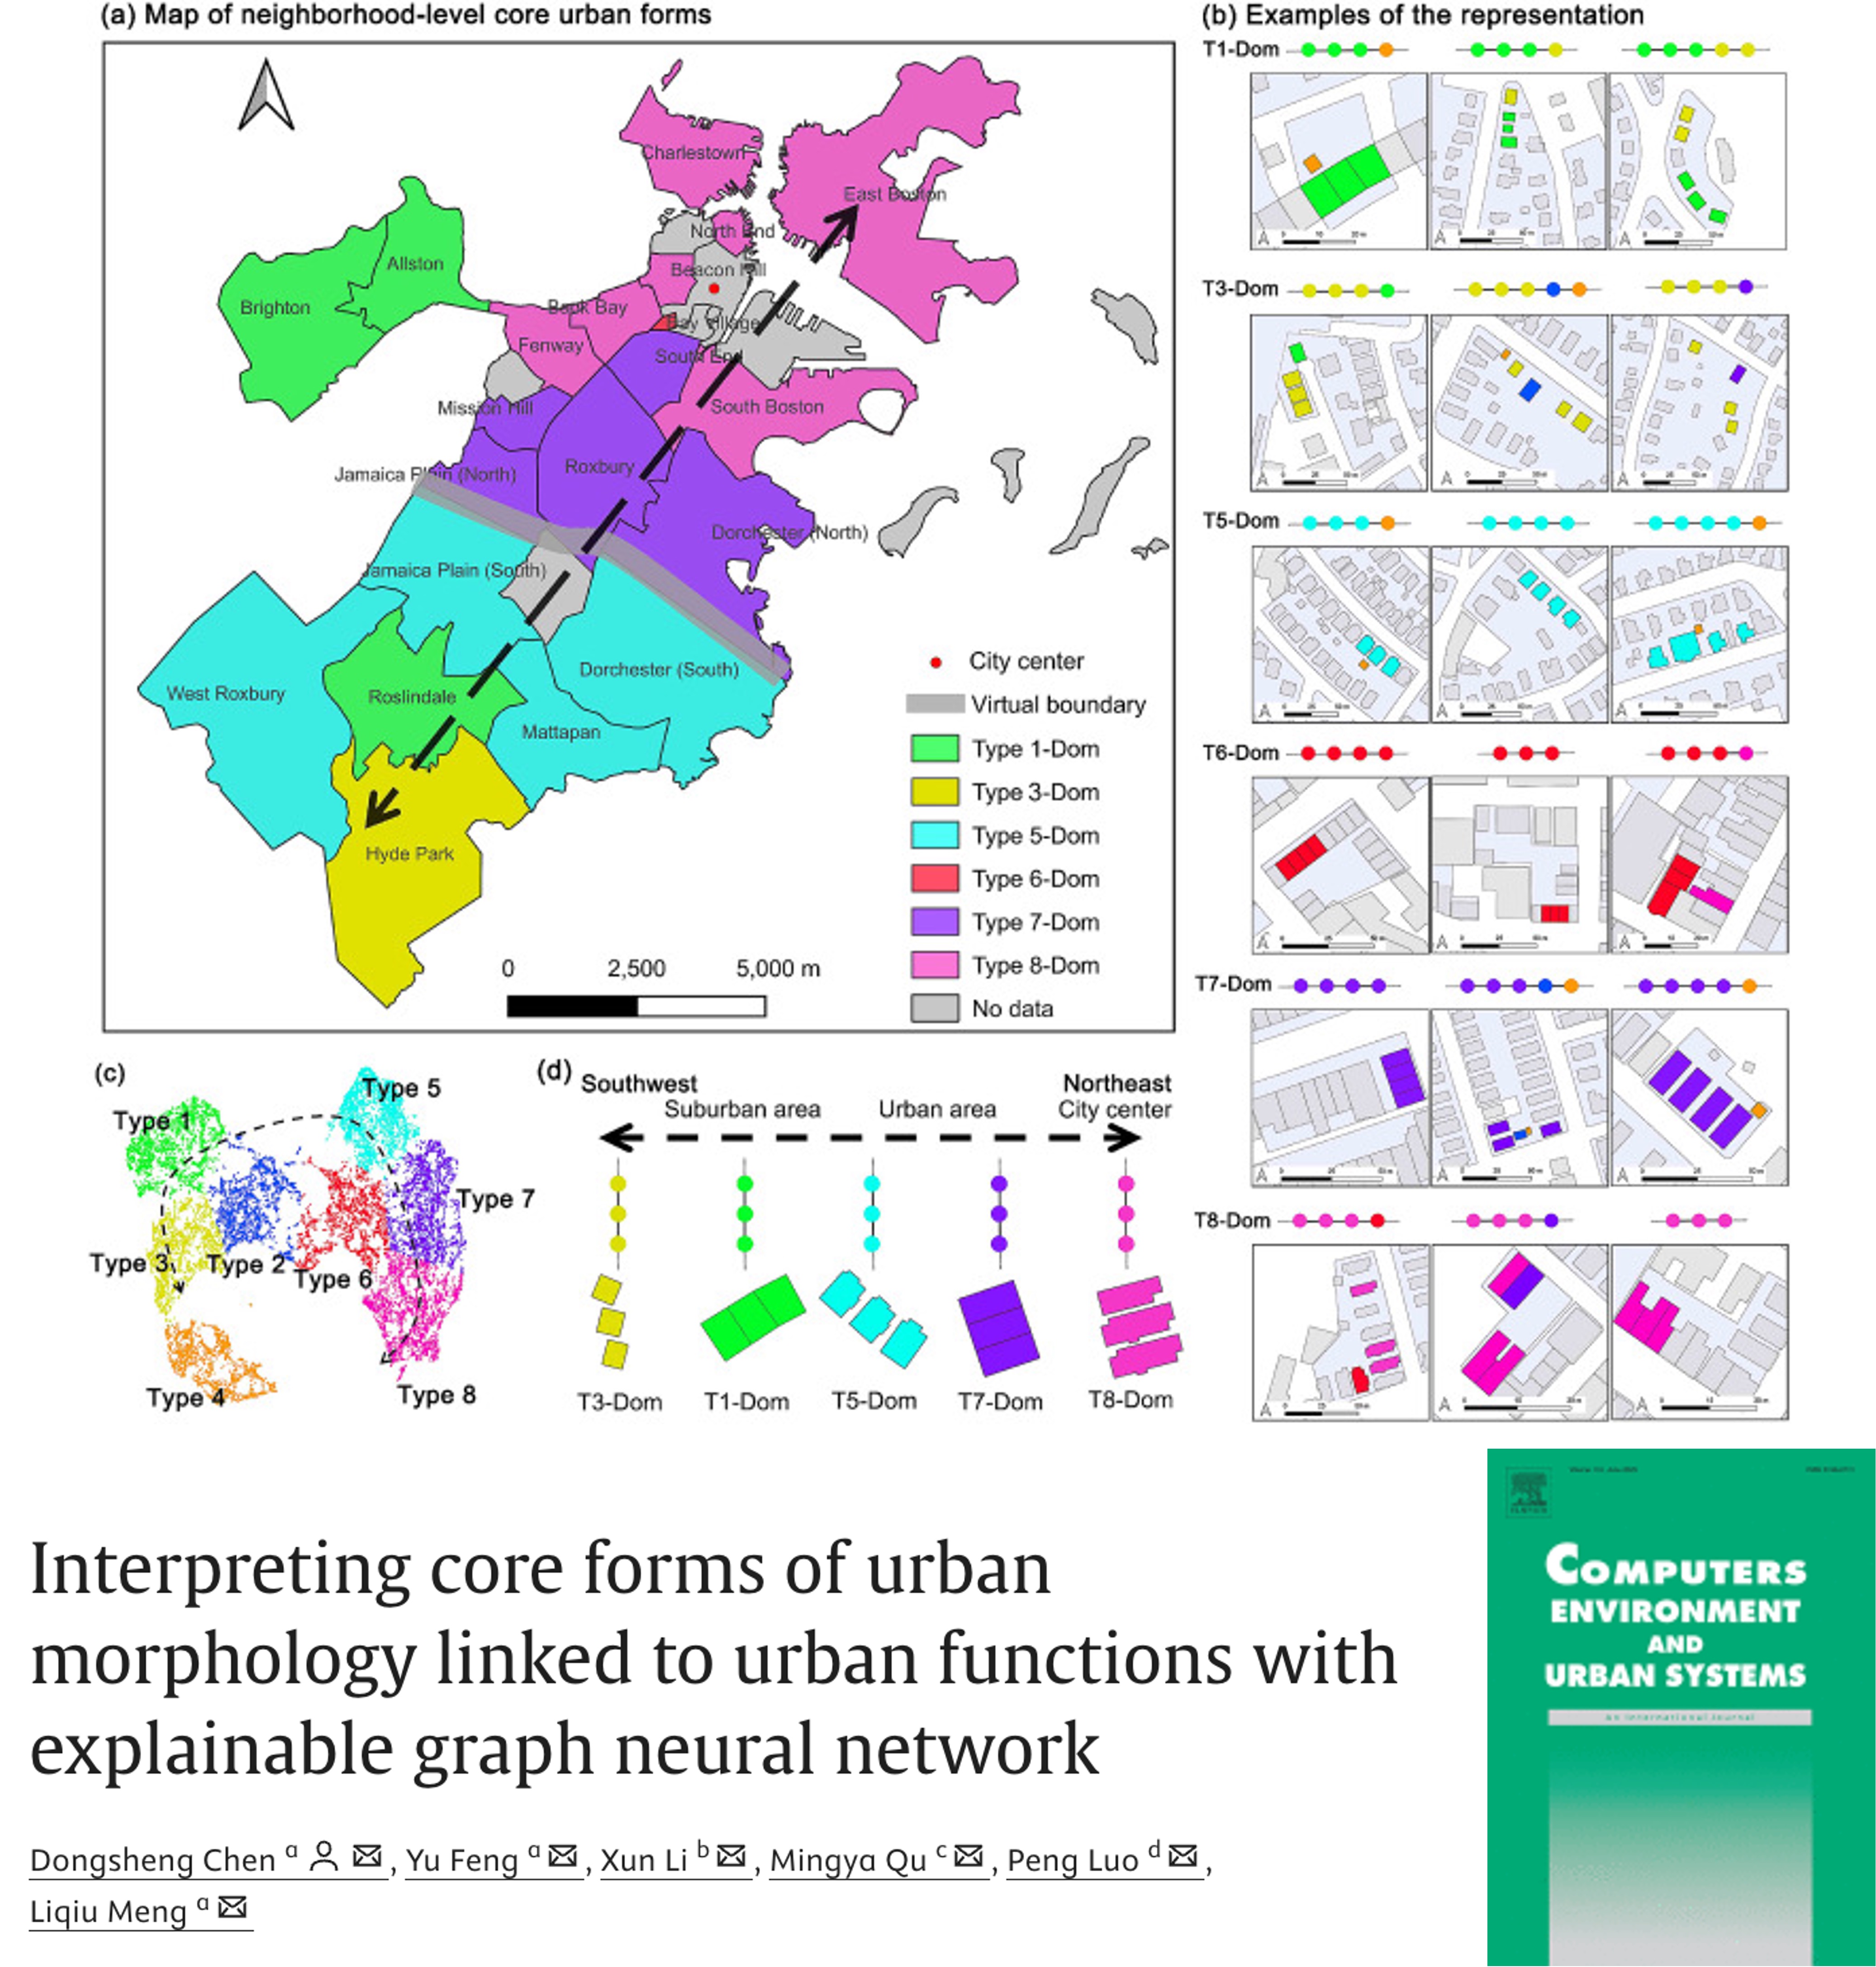 (a) Map of neighborhood-level core urban forms
Charlestown
East Boston
North End
Beacon Hill
Allston
Brighton
Back Bay
Bay Village
Fenway
South End
Mission Hill
South Boston
Jamaica Plain (North)
Roxbury
Dorchester (North)
Jamaica Plain (South)
Dorchester (South)
West Roxbury
Roslindale
Mattapan
Hyde Park
City center
Virtual boundary
Type 1-Dom
Type 3-Dom
Type 5-Dom
Type 6-Dom
Type 7-Dom
Type 8-Dom
No data
0 2,500 5,000 m
(b) Examples of the representation
T1-Dom
T3-Dom
T5-Dom
T6-Dom
T7-Dom
T8-Dom
(c)
Type 5
Type 1
Type 7
Type 3
Type 2
Type 6
Type 4
Type 8
(d)
Southwest Northeast
Suburban area Urban area City center
T3-Dom T1-Dom T5-Dom T7-Dom T8-Dom
Interpreting core forms of urban
morphology linked to urban functions with
explainable graph neural network
Dongsheng Chen a, Yu Feng a, Xun Li b, Mingya Qu c, Peng Luo d,
Liqiu Meng a
COMPUTERS
ENVIRONMENT
AND
URBAN SYSTEMS
An International Journal